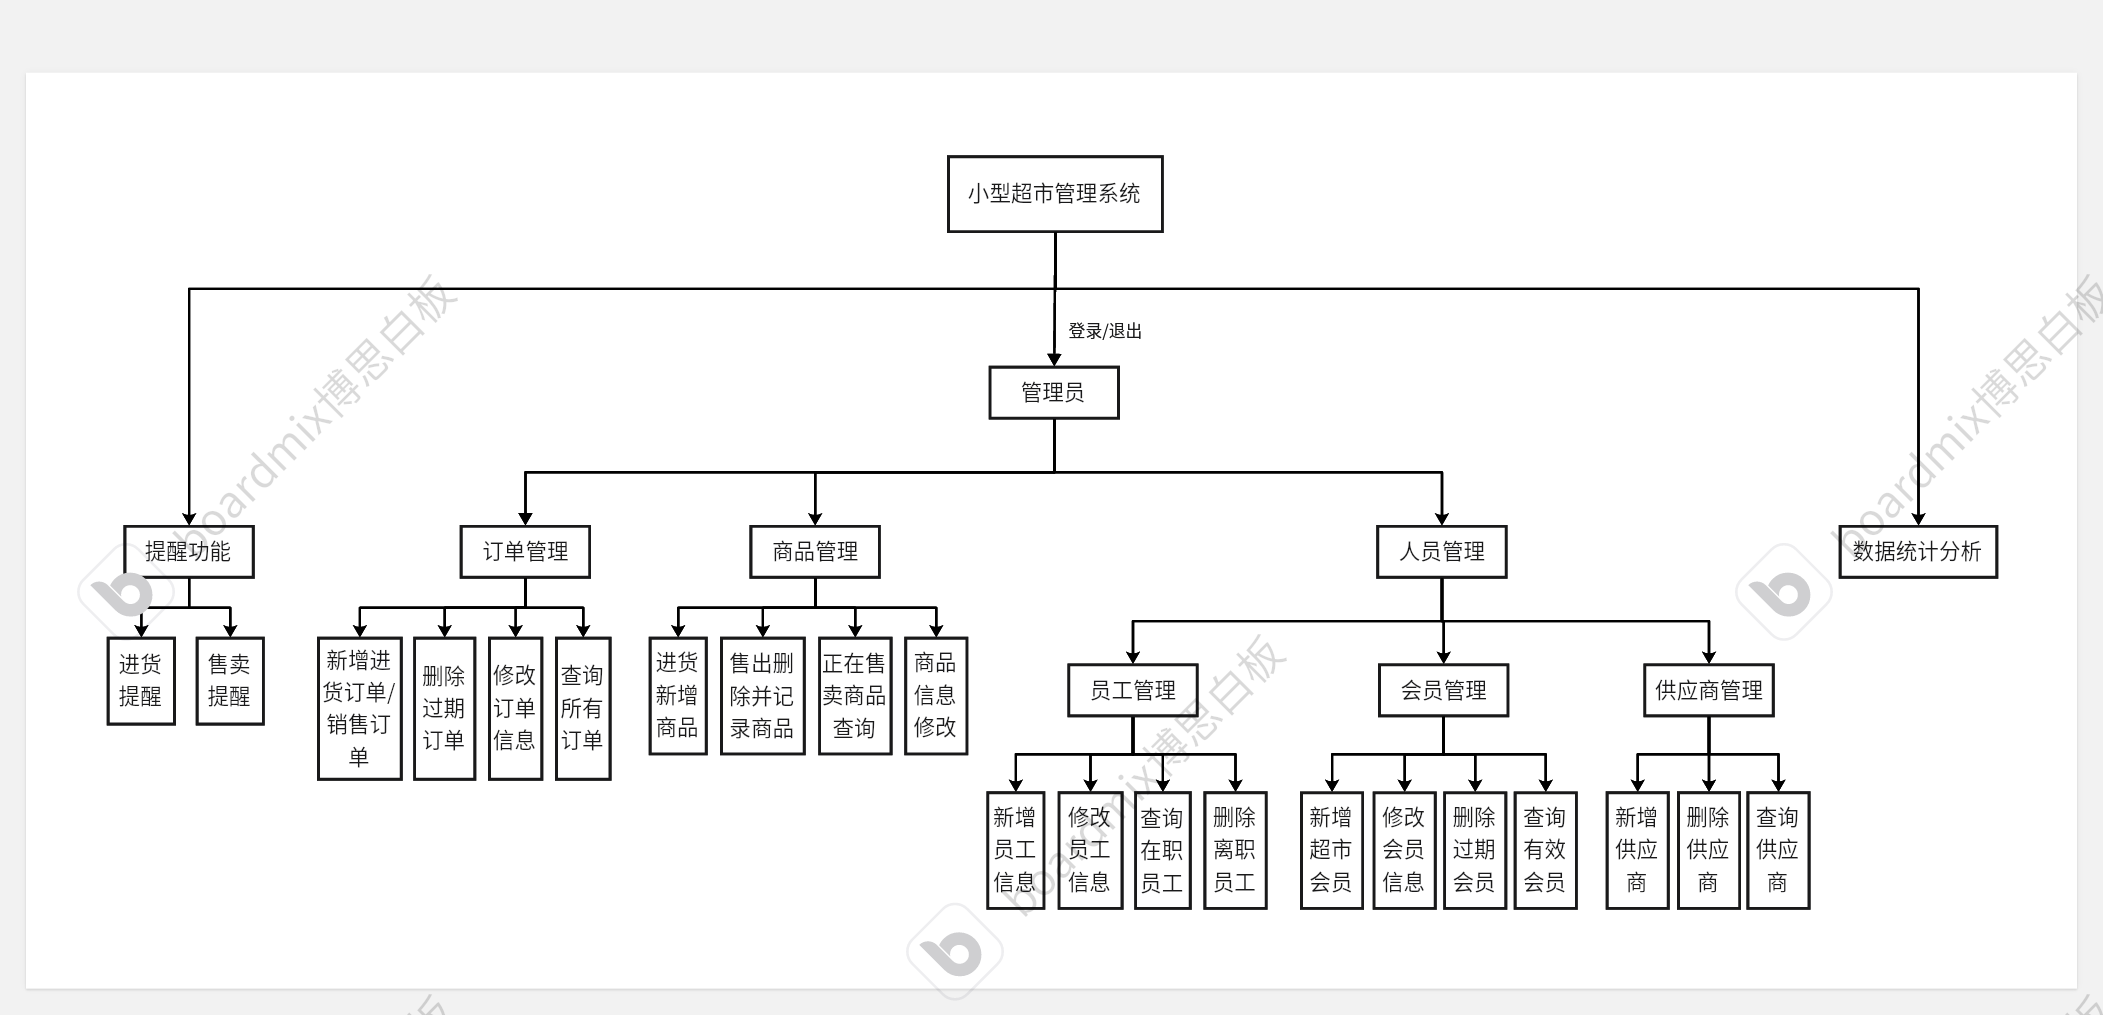 小型超市管理系统
登录/退出
管理员
提醒功能
订单管理
商品管理
人员管理
数据统计分析
进货
提醒
售卖
提醒
新增进
货订单/
销售订
单
删除
过期
订单
修改
订单
信息
查询
所有
订单
进货
新增
商品
售出删
除并记
录商品
正在售
卖商品
查询
商品
信息
修改
员工管理
会员管理
供应商管理
新增
员工
信息
修改
员工
信息
查询
在职
员工
删除
离职
员工
新增
超市
会员
修改
会员
信息
删除
过期
会员
查询
有效
会员
新增
供应
商
删除
供应
商
查询
供应
商
boardmix博思白板
boardmix博思白板
boardmix博思白板
板
板